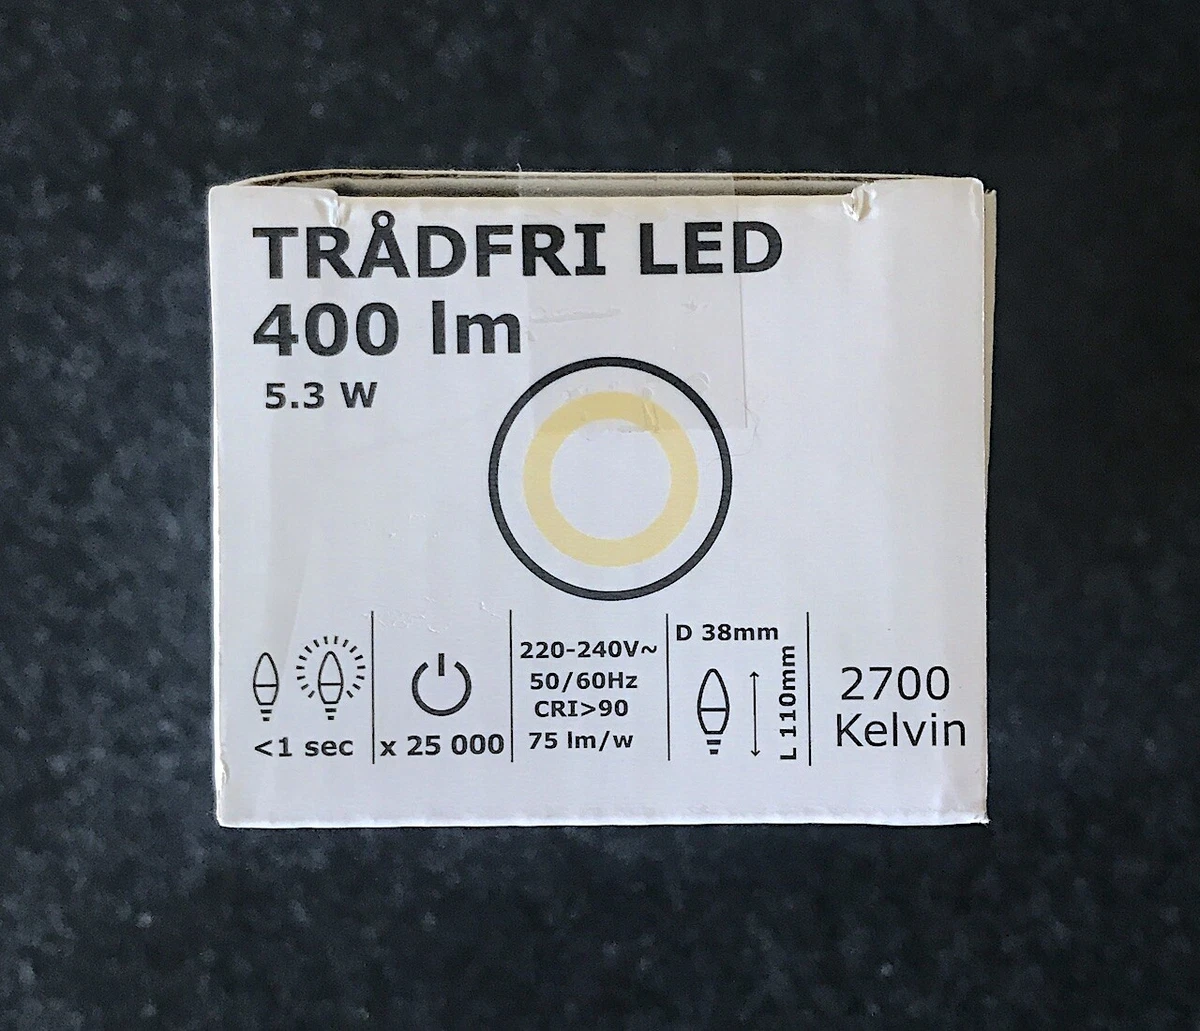 TRÅDFRI LED
400 lm
5.3 W
<1 sec
x 25 000
220-240V~
50/60Hz
CRI>90
75 lm/w
D 38mm
L 110mm
2700
Kelvin